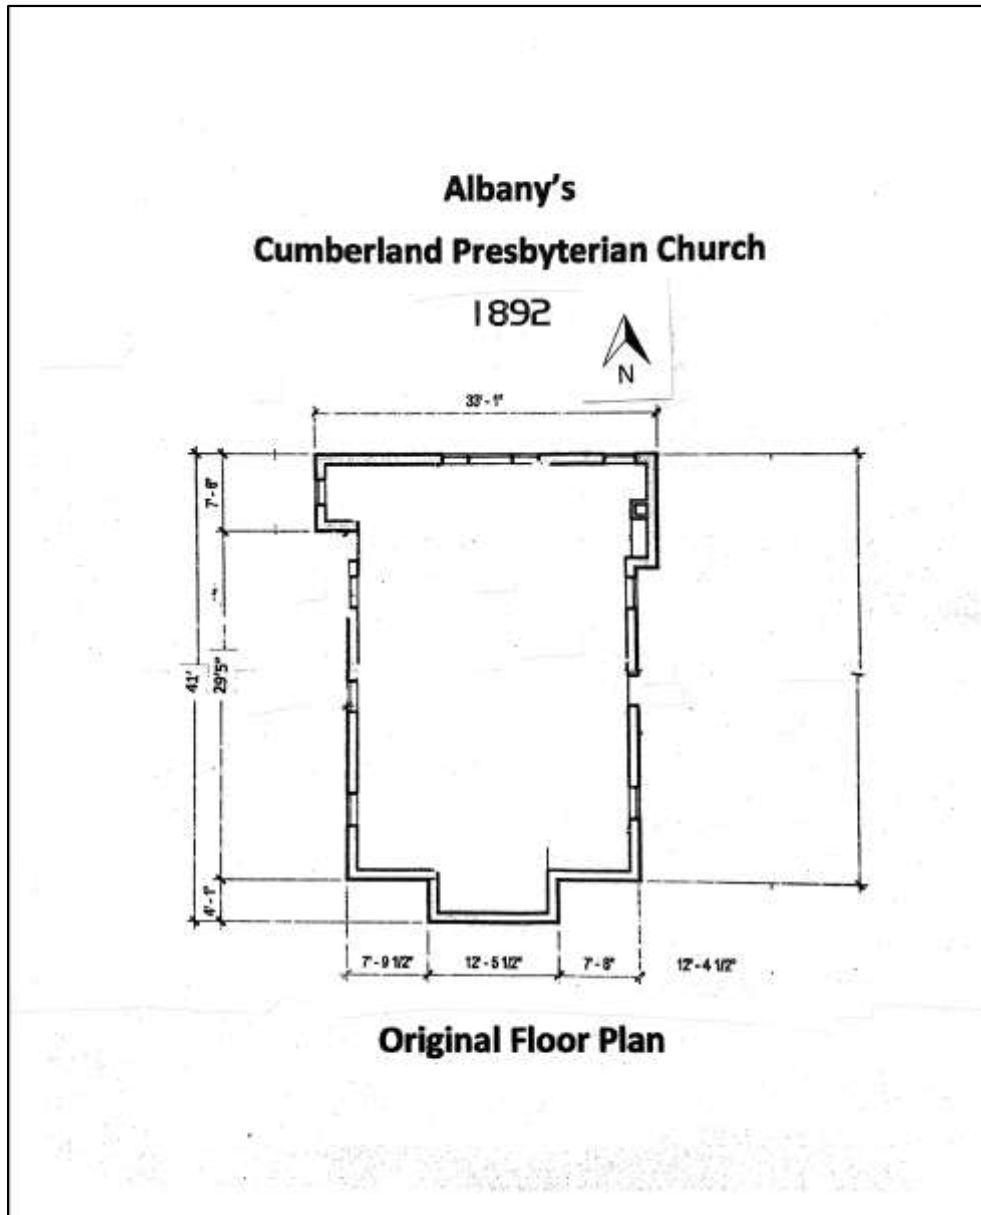 Albany's
Cumberland Presbyterian Church
1892
N
33' - 1"
7' - 6"
41'
29'5"
4' - 1"
7' - 9 1/2"
12' - 5 1/2"
7' - 8"
12' - 4 1/2"
Original Floor Plan